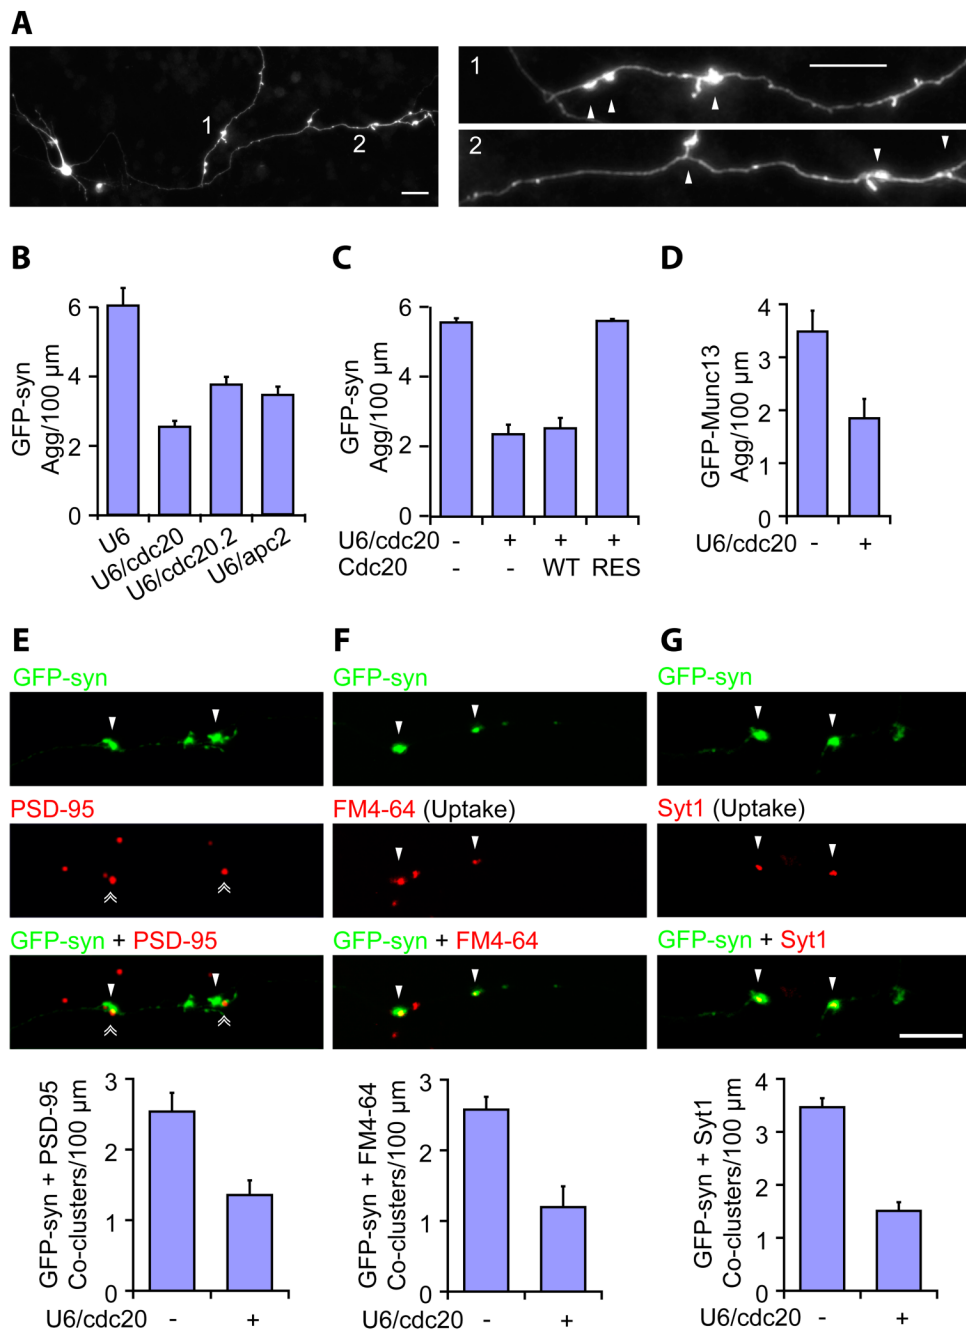 A
1
2
1
2
B
GFP-syn
Agg/100 µm
6
4
2
0
U6
U6/cdc20
U6/cdc20.2
U6/apc2
C
GFP-syn
Agg/100 µm
6
4
2
0
U6/cdc20 - + + +
Cdc20 - - WT RES
D
GFP-Munc13
Agg/100 µm
4
3
2
1
0
U6/cdc20 - +
E
GFP-syn
PSD-95
GFP-syn + PSD-95
GFP-syn + PSD-95
Co-clusters/100 µm
3
2
1
0
U6/cdc20 - +
F
GFP-syn
FM4-64 (Uptake)
GFP-syn + FM4-64
GFP-syn + FM4-64
Co-clusters/100 µm
3
2
1
0
U6/cdc20 - +
G
GFP-syn
Syt1 (Uptake)
GFP-syn + Syt1
GFP-syn + Syt1
Co-clusters/100 µm
4
3
2
1
0
U6/cdc20 - +